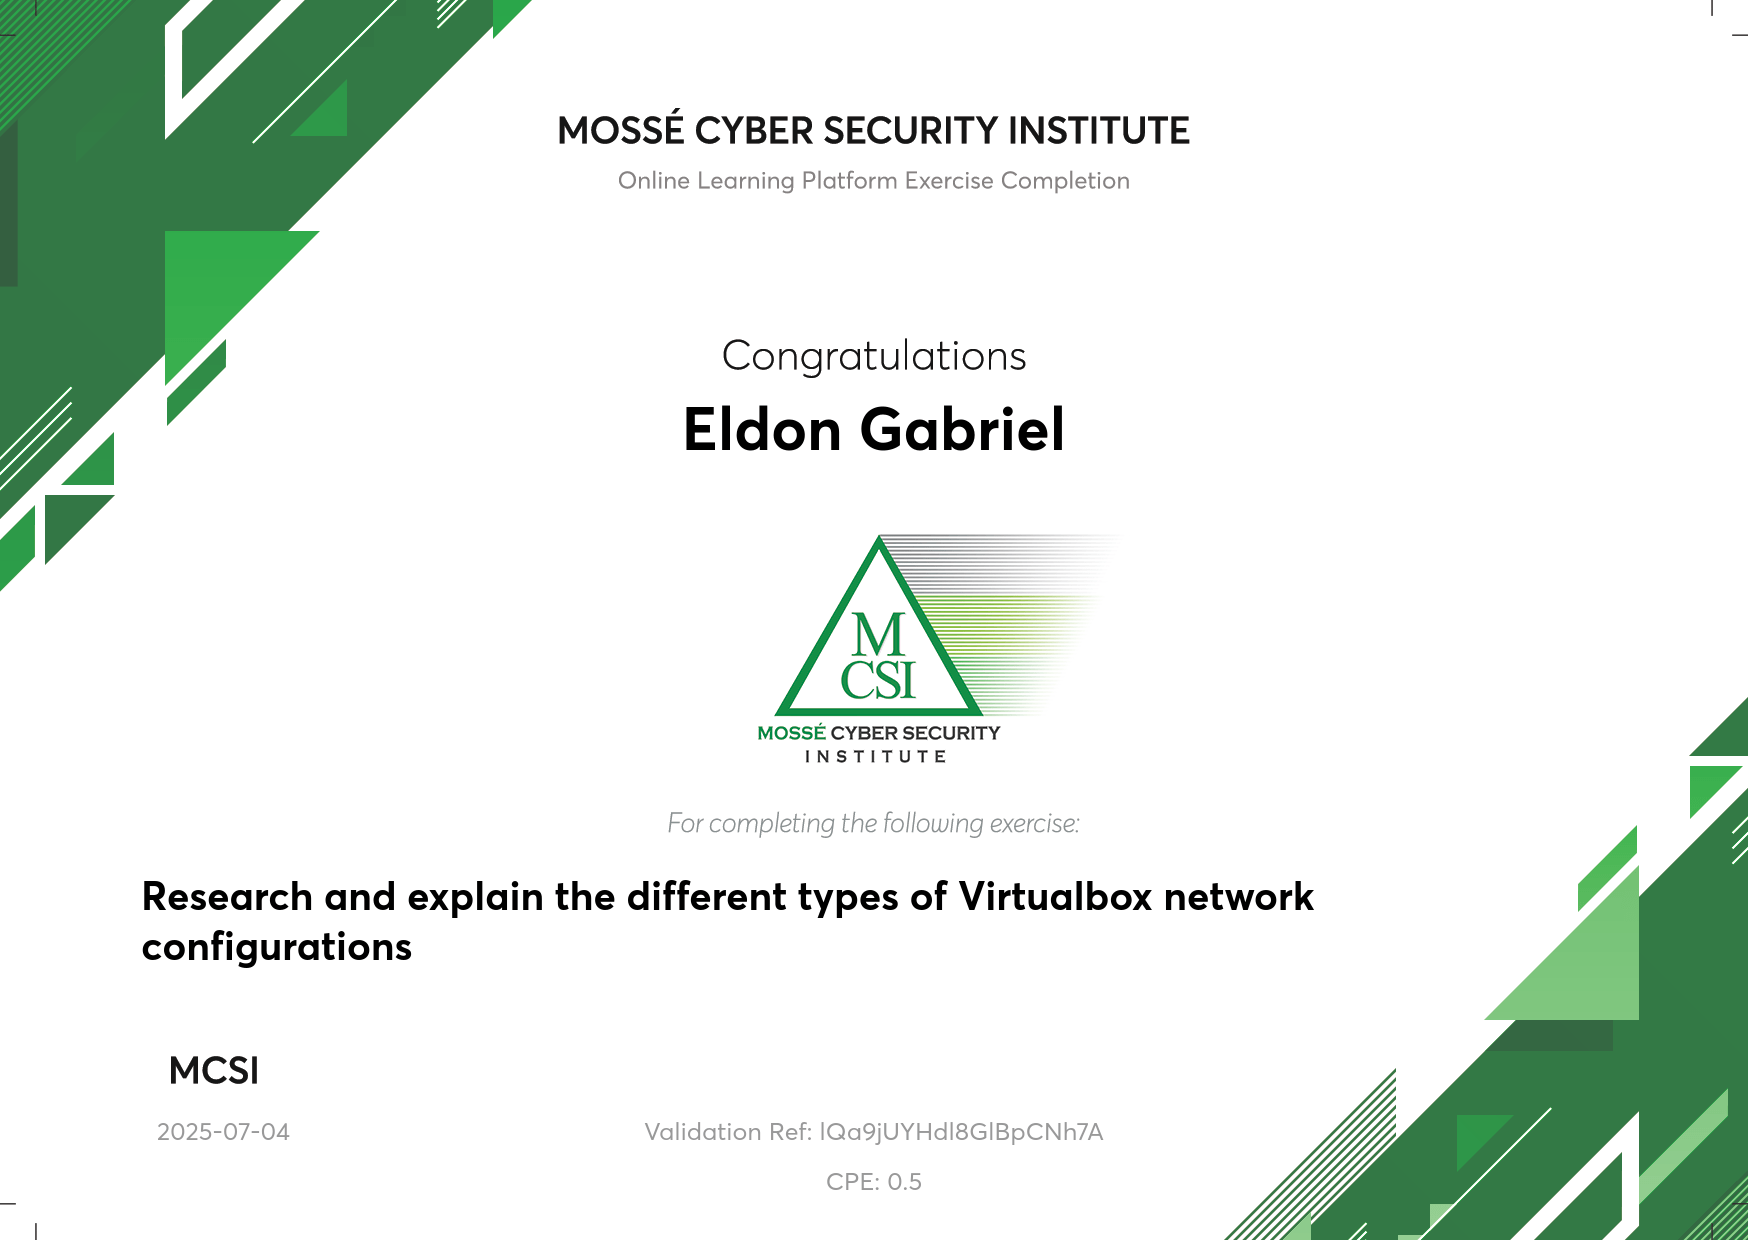 MOSSÉ CYBER SECURITY INSTITUTE
Online Learning Platform Exercise Completion
Congratulations
Eldon Gabriel
M
CSI
MOSSÉ CYBER SECURITY
INSTITUTE
For completing the following exercise:
Research and explain the different types of Virtualbox network
configurations
MCSI
2025-07-04
Validation Ref: lQa9jUYHdl8GlBpCNh7A
CPE: 0.5